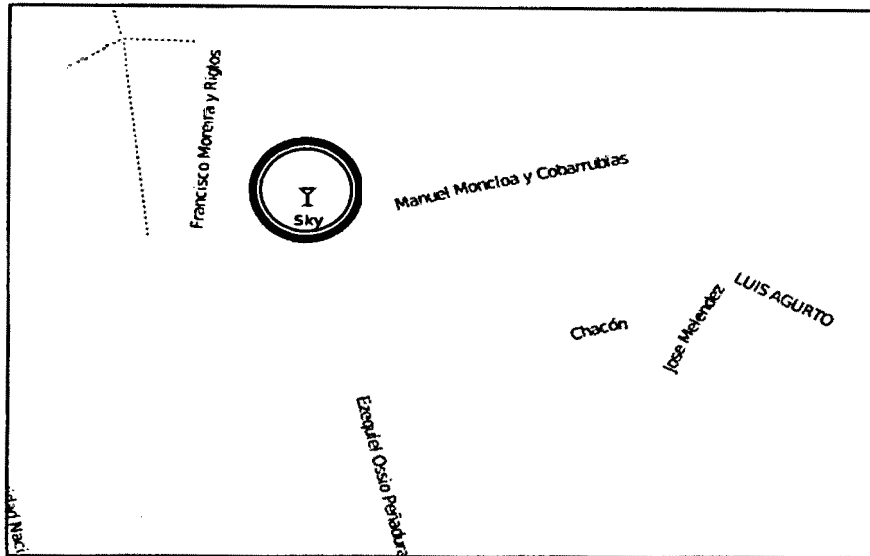 Francisco Moreira y Riglos
Sky
Manuel Moncloa y Cobarrubias
LUIS AGURTO
Chacón
Jose Melendez
Ezequiel Ossio Peñadura